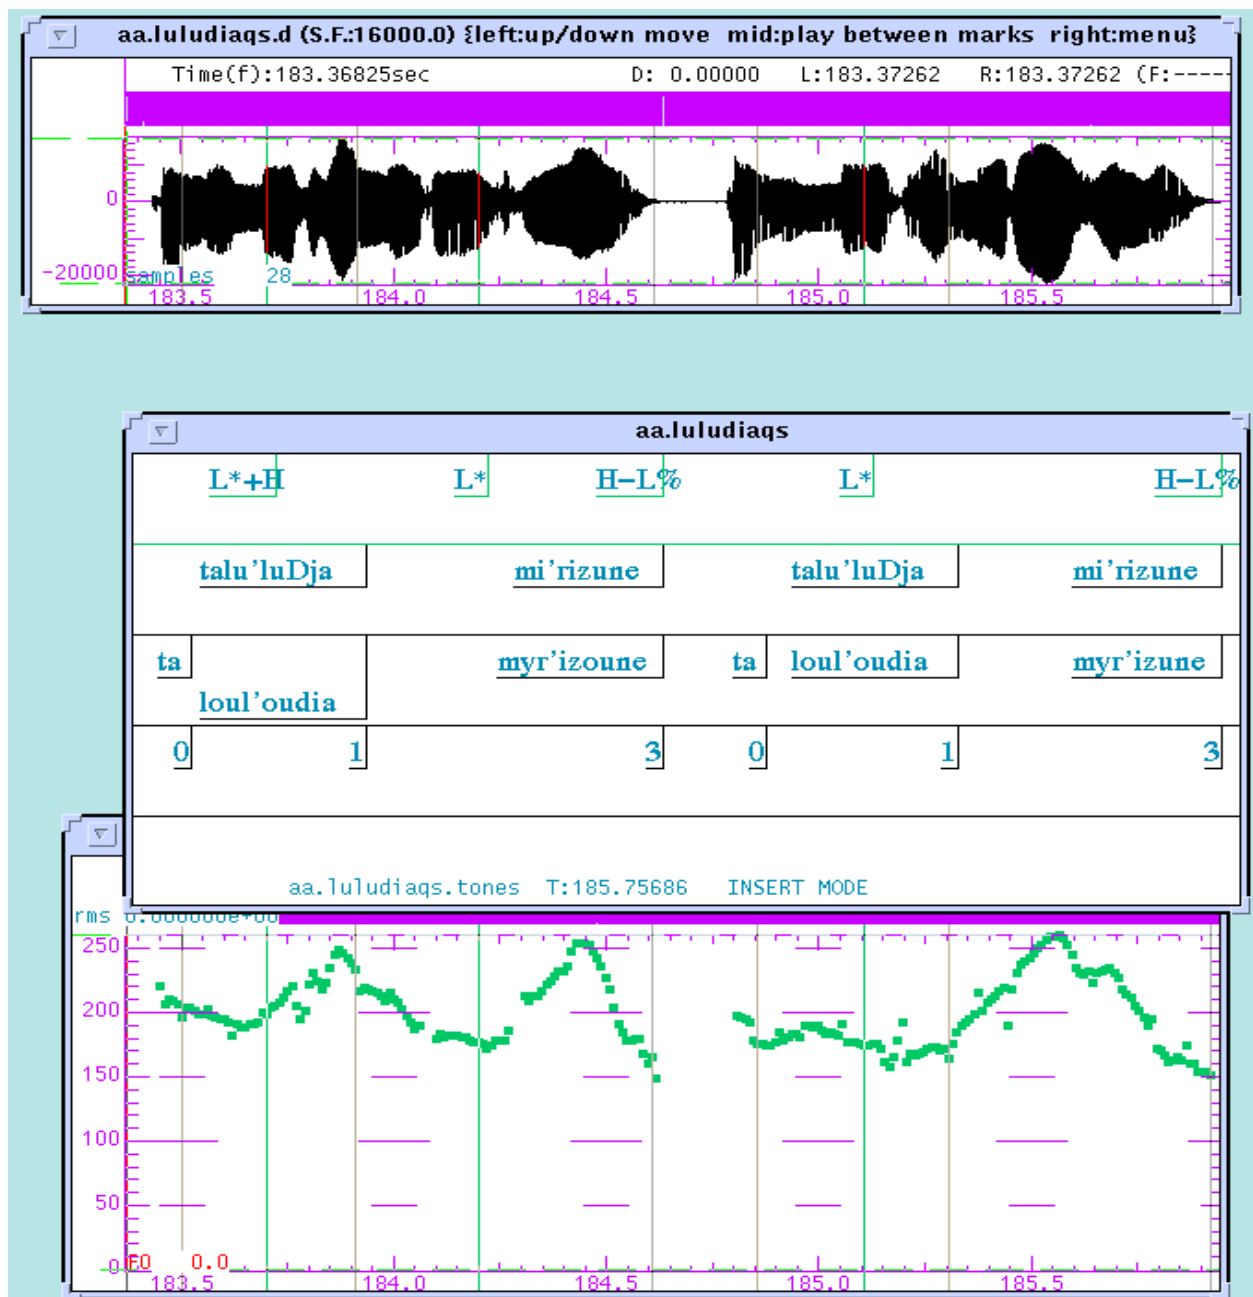 aa.luludiaqs.d (S.F.:16000.0) {left:up/down move mid:play between marks right:menu}
Time(f):183.36825sec D: 0.00000 L:183.37262 R:183.37262 (F:-----
0
-20000 samples 28
183.5 184.0 184.5 185.0 185.5
aa.luludiaqs
L*+H L* H-L% L* H-L%
talu'luDja mi'rizune talu'luDja mi'rizune
ta myr'izoune ta loul'oudia myr'izune
loul'oudia
0 1 3 0 1 3
aa.luludiaqs.tones T:185.75686 INSERT MODE
rms 0.000000e+00
250
200
150
100
50
0 F0 0.0
183.5 184.0 184.5 185.0 185.5